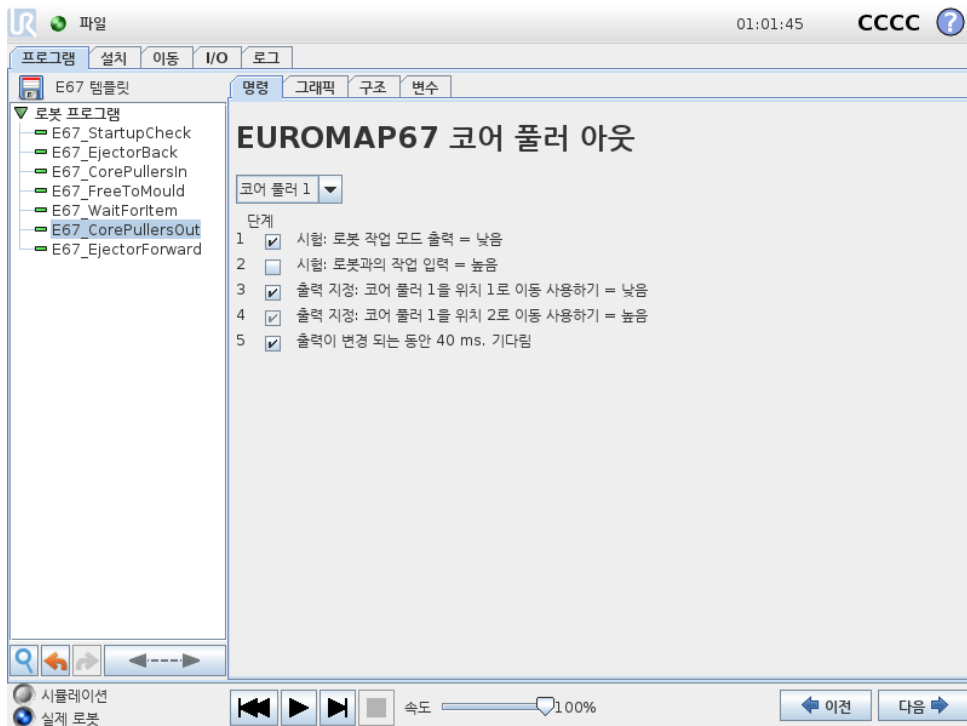 UR 파일 01:01:45 CCCC ?
프로그램 설치 이동 I/O 로그
E67 템플릿
명령 그래픽 구조 변수
로봇 프로그램
E67_StartupCheck
E67_EjectorBack
E67_CorePullersIn
E67_FreeToMould
E67_WaitForItem
E67_CorePullersOut
E67_EjectorForward
EUROMAP67 코어 풀러 아웃
코어 풀러 1
단계
1 시험: 로봇 작업 모드 출력 = 낮음
2 시험: 로봇과의 작업 입력 = 높음
3 출력 지정: 코어 풀러 1을 위치 1로 이동 사용하기 = 낮음
4 출력 지정: 코어 풀러 1을 위치 2로 이동 사용하기 = 높음
5 출력이 변경 되는 동안 40 ms. 기다림
시뮬레이션
실제 로봇
속도 100%
이전 다음